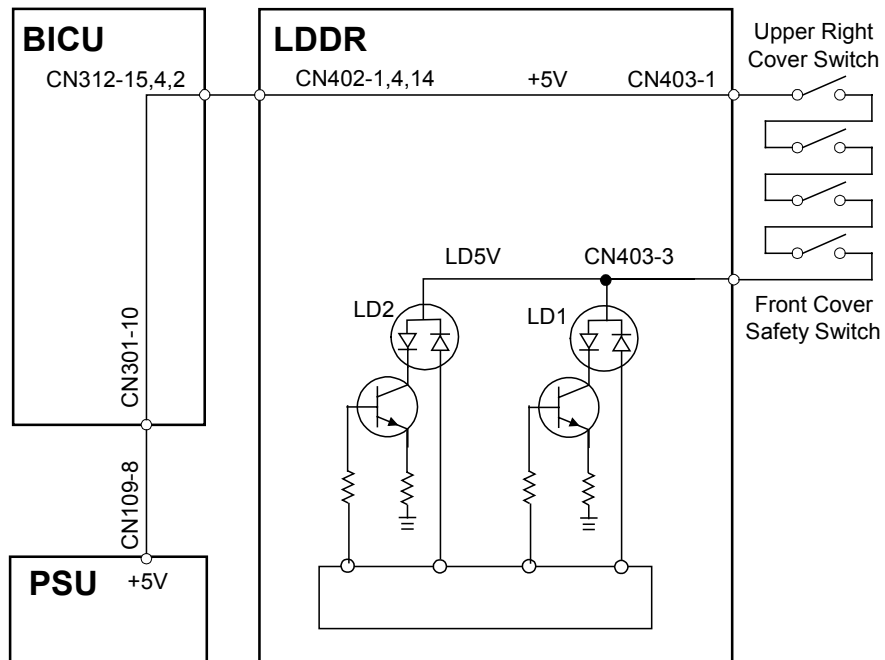 BICU
LDDR
Upper Right
Cover Switch
CN312-15,4,2
CN402-1,4,14
+5V
CN403-1
LD5V
CN403-3
LD2
LD1
Front Cover
Safety Switch
CN301-10
CN109-8
PSU
+5V